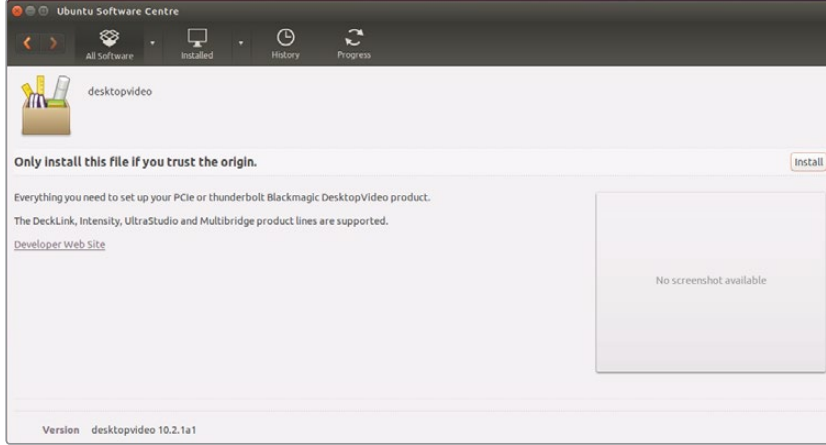 Ubuntu Software Centre
All Software
Installed
History
Progress
desktopvideo
Only install this file if you trust the origin.
Install
Everything you need to set up your PCIe or thunderbolt Blackmagic DesktopVideo product.
The DeckLink, Intensity, UltraStudio and Multibridge product lines are supported.
Developer Web Site
No screenshot available
Version desktopvideo 10.2.1a1